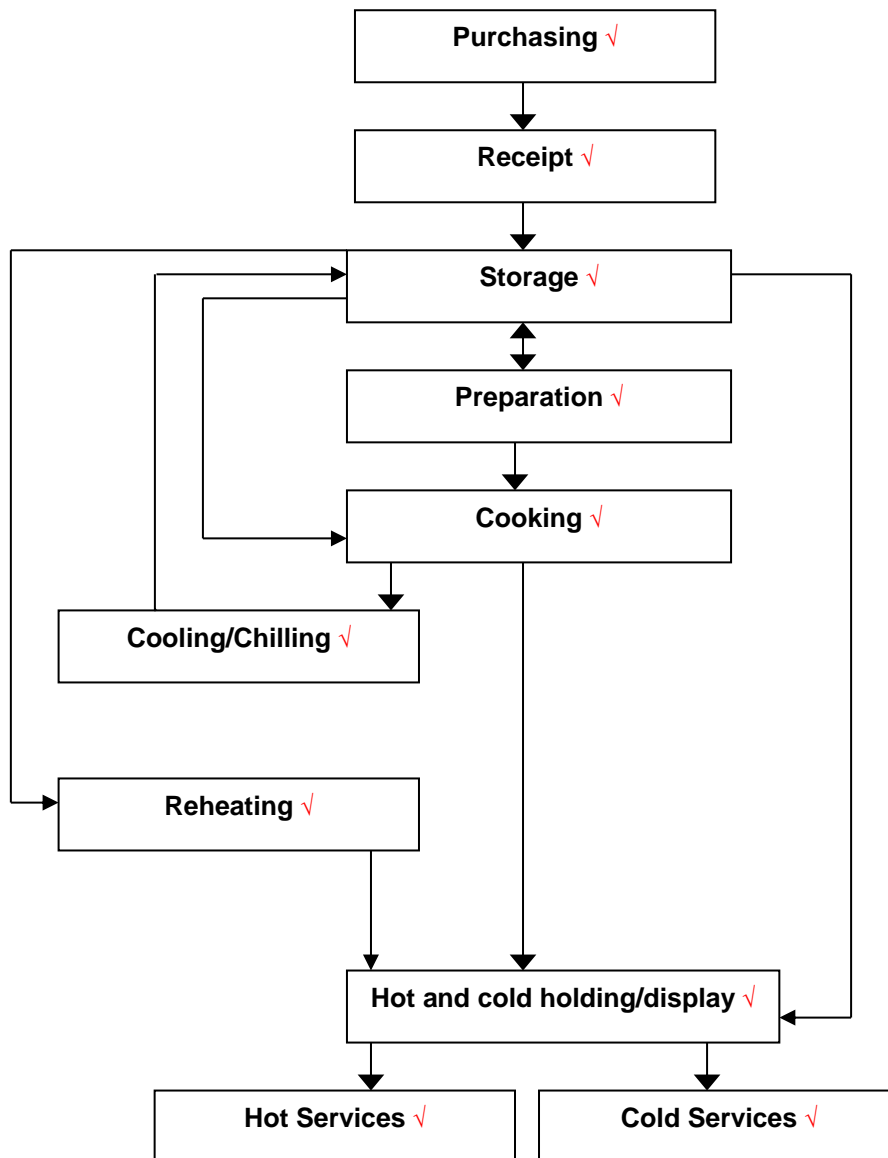 Purchasing √
Receipt √
Storage √
Preparation √
Cooking √
Cooling/Chilling √
Reheating √
Hot and cold holding/display √
Hot Services √
Cold Services √